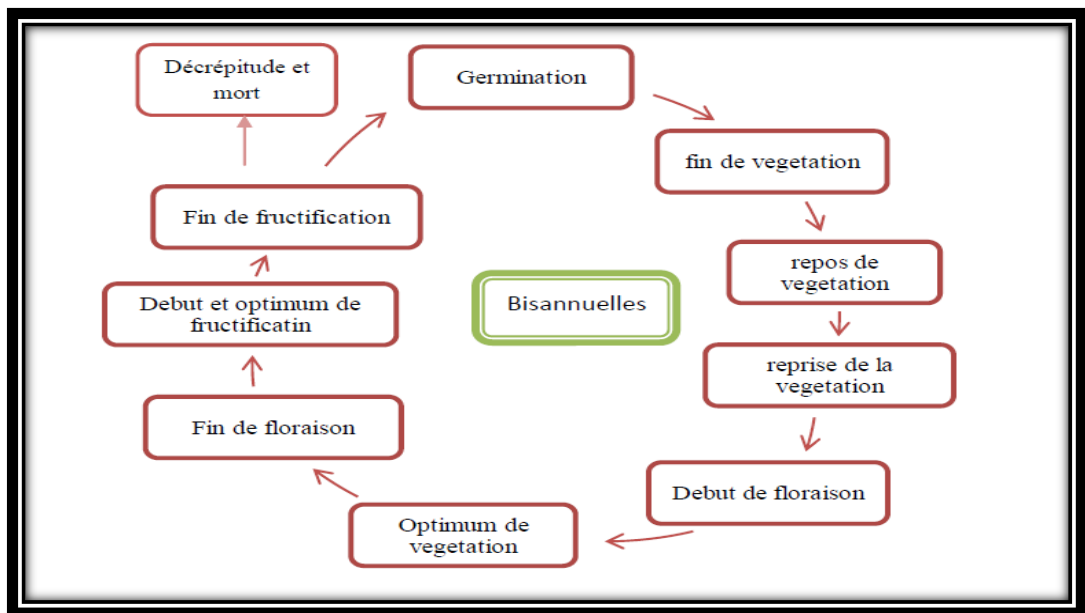 Décrépitude et
mort
Germination
fin de vegetation
repos de
vegetation
reprise de la
vegetation
Debut de floraison
Optimum de
vegetation
Fin de floraison
Debut et optimum de
fructificatin
Fin de fructification
Bisannuelles